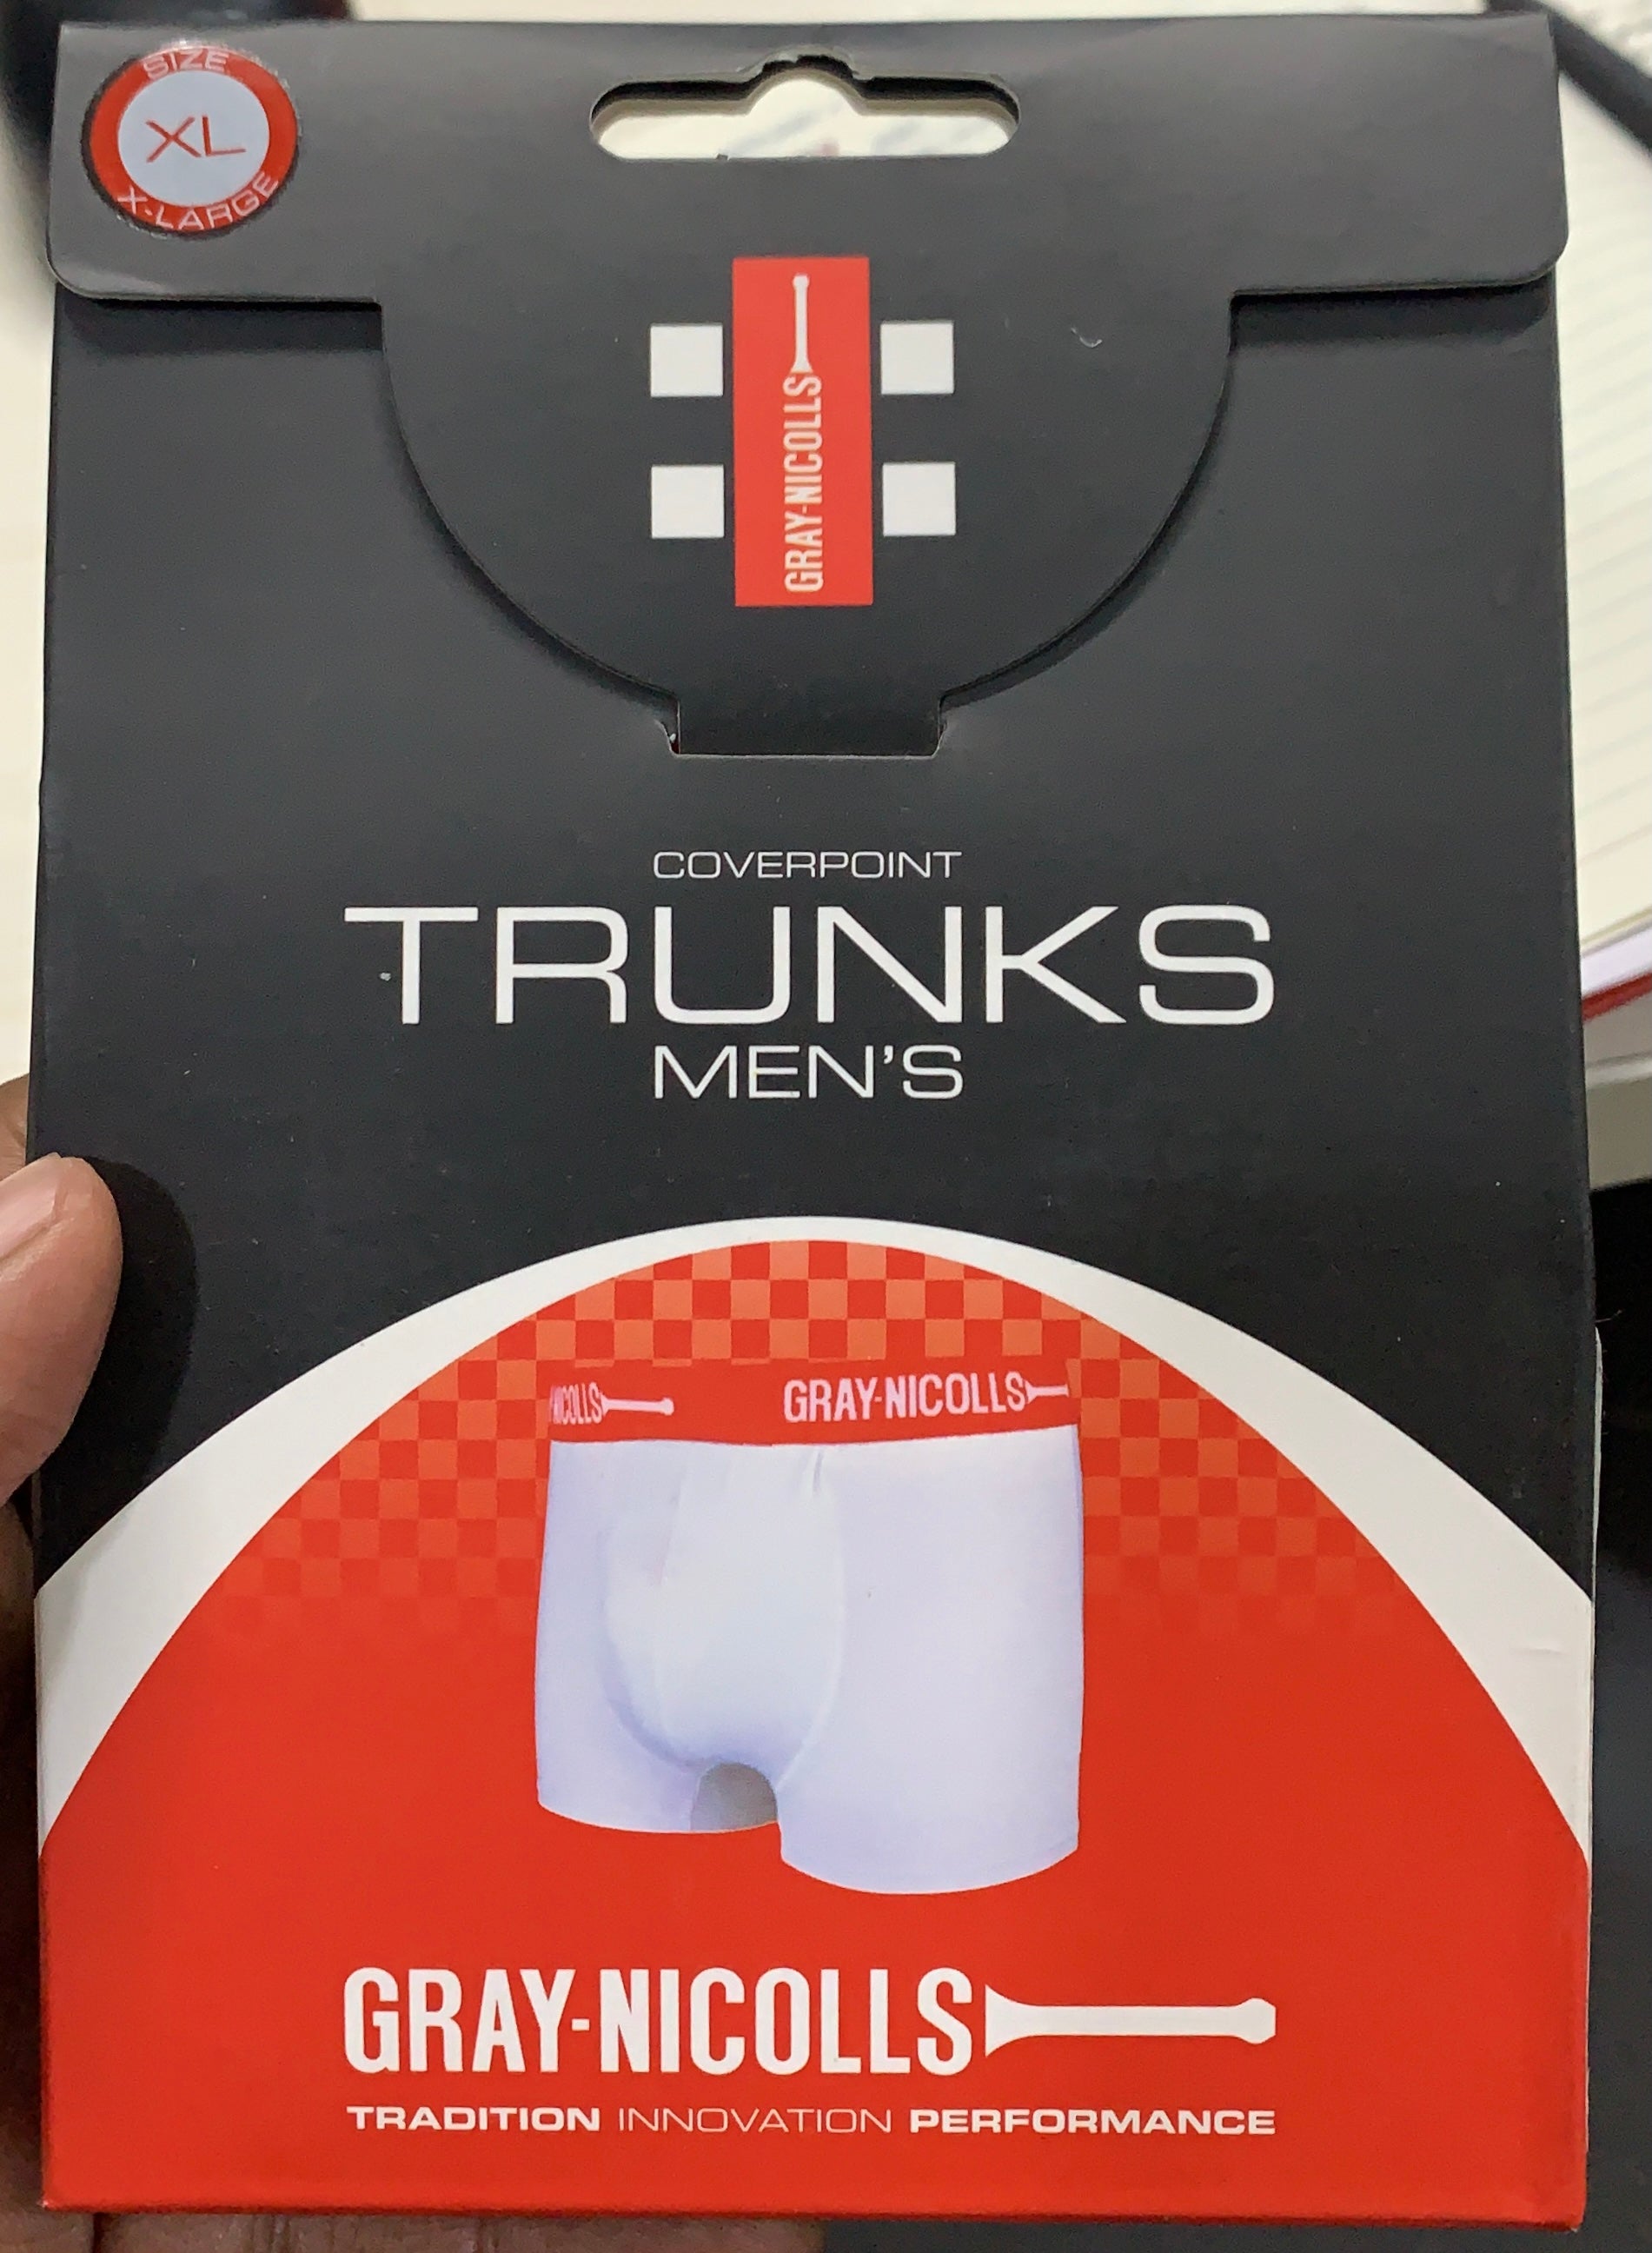 SIZE
XL
X-LARGE
GRAY-NICOLLS
COVERPOINT
TRUNKS
MEN'S
NICOLLS
GRAY-NICOLLS
GRAY-NICOLLS
TRADITION INNOVATION PERFORMANCE